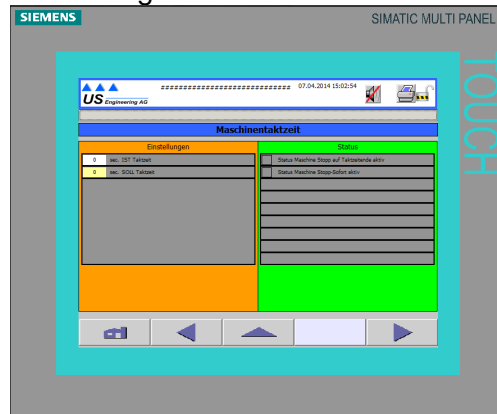 SIEMENS
SIMATIC MULTI PANEL
TOUCH
US Engineering AG
############################# 07.04.2014 15:02:54
Maschinentaktzeit
Einstellungen
0 sec. IST Taktzeit
0 sec. SOLL Taktzeit
Status
Status Maschine Stopp auf Taktzeitende aktiv
Status Maschine Stopp-Sofort aktiv